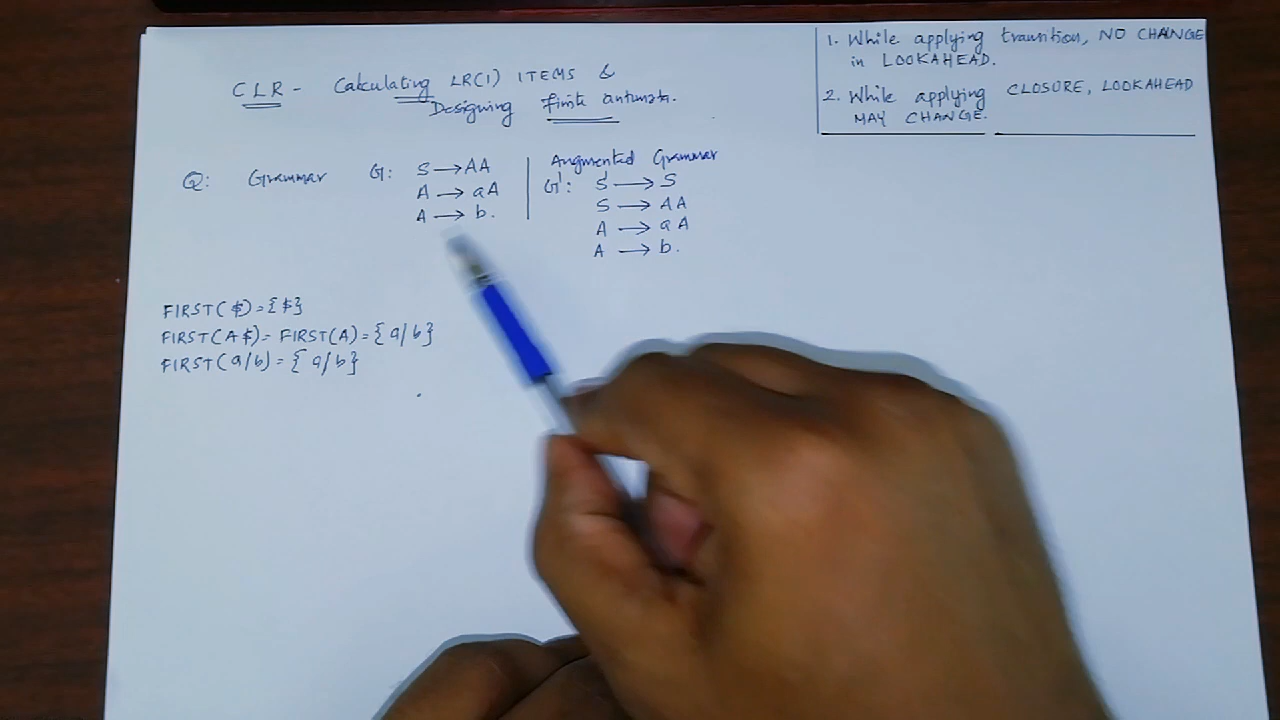 CLR - Calculating LR(1) ITEMS &
Designing finite automata.
1. While applying transition, NO CHANGE
in LOOKAHEAD.
2. While applying CLOSURE, LOOKAHEAD
MAY CHANGE.
Q: Grammar G: S → AA
A → aA
A → b.
Augmented Grammar
G': S' → S
S → AA
A → aA
A → b.
FIRST($) = {$}
FIRST(A$) = FIRST(A) = {a/b}
FIRST(a/b) = {a/b}